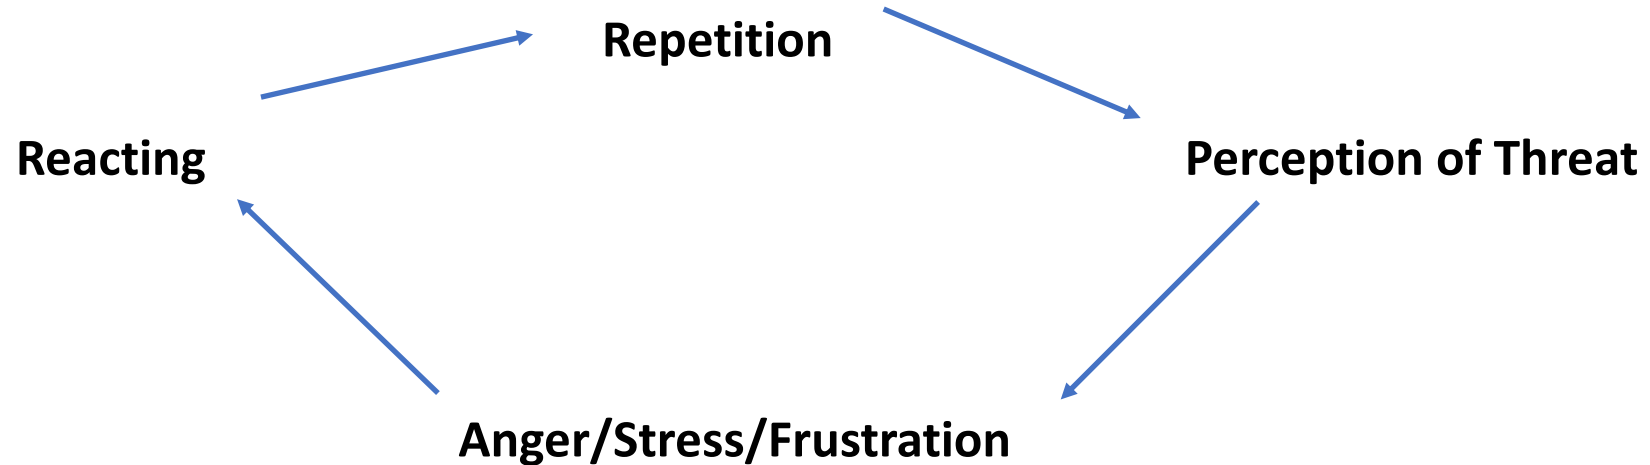 Repetition
Reacting
Perception of Threat
Anger/Stress/Frustration